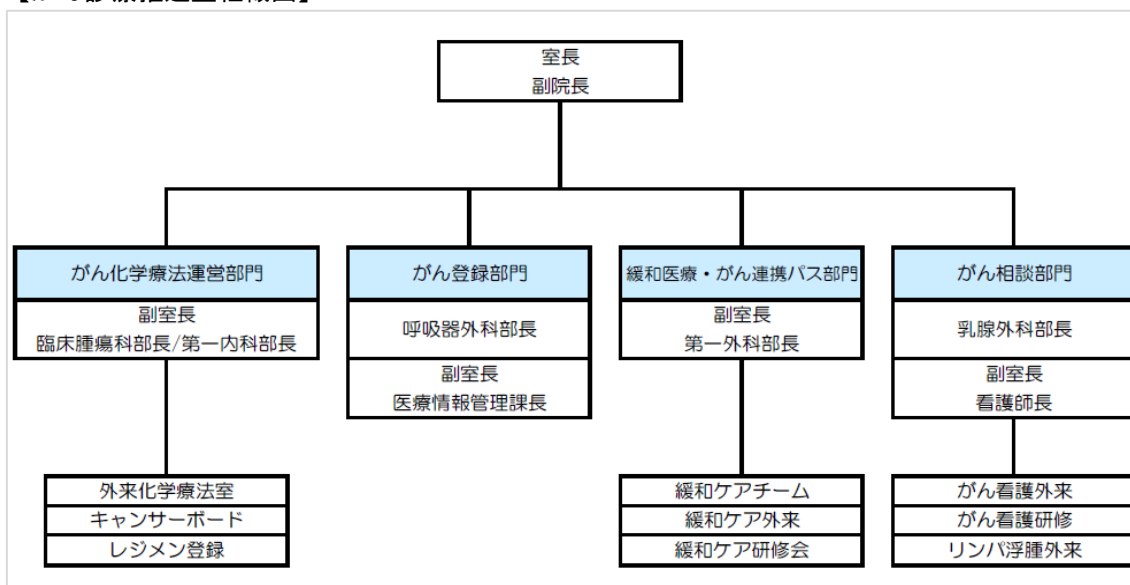 室長
副院長
がん化学療法運営部門
副室長
臨床腫瘍科部長/第一内科部長
外来化学療法室
キャンサーボード
レジメン登録
がん登録部門
呼吸器外科部長
副室長
医療情報管理課長
緩和医療・がん連携パス部門
副室長
第一外科部長
緩和ケアチーム
緩和ケア外来
緩和ケア研修会
がん相談部門
乳腺外科部長
副室長
看護師長
がん看護外来
がん看護研修
リンパ浮腫外来